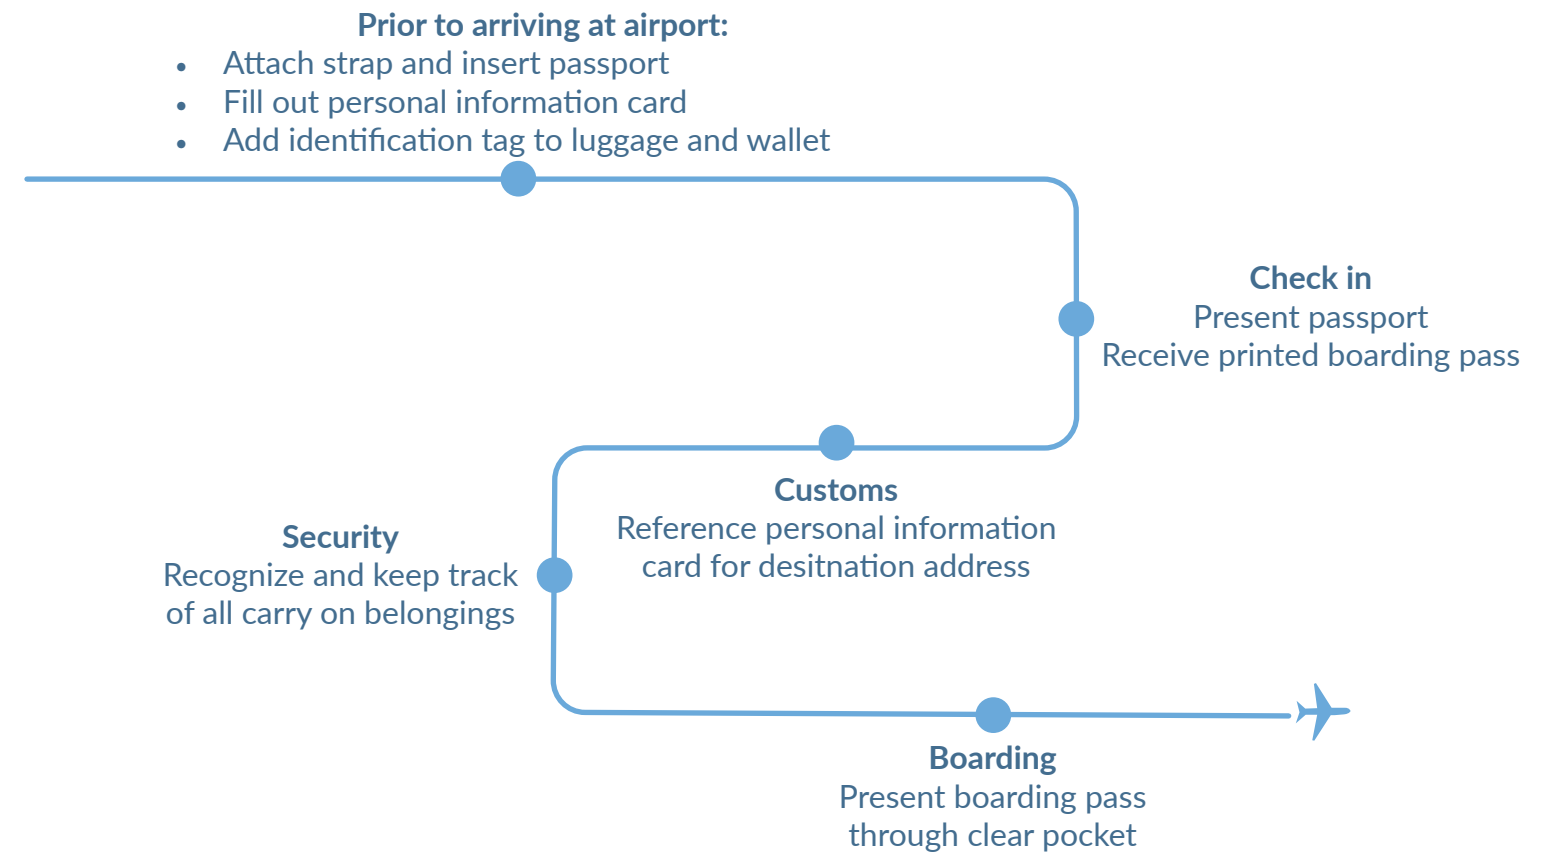 Prior to arriving at airport:
• Attach strap and insert passport
• Fill out personal information card
• Add identification tag to luggage and wallet
Check in
Present passport
Receive printed boarding pass
Customs
Reference personal information
card for desitnation address
Security
Recognize and keep track
of all carry on belongings
Boarding
Present boarding pass
through clear pocket